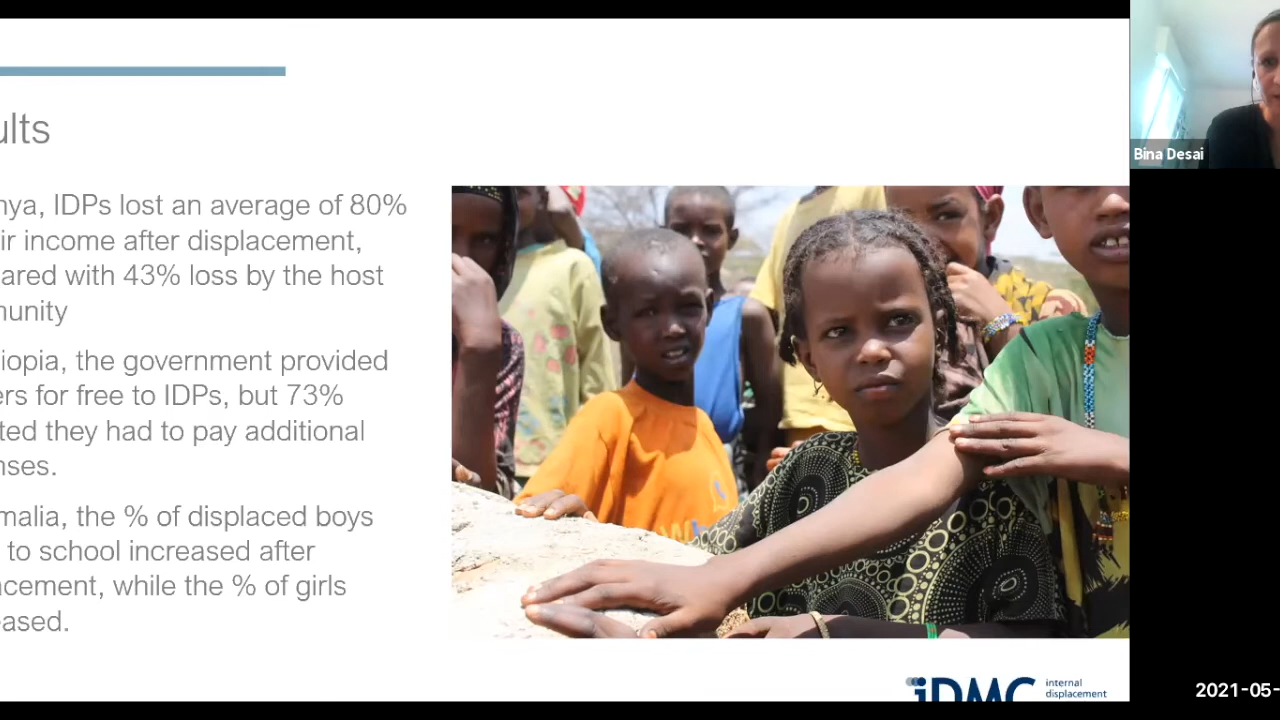 ults
nya, IDPs lost an average of 80%
ir income after displacement,
ared with 43% loss by the host
unity
iopia, the government provided
ers for free to IDPs, but 73%
ted they had to pay additional
nses.
malia, the % of displaced boys
to school increased after
acement, while the % of girls
eased.
iDMC
internal
displacement
Bina Desai
2021-05-